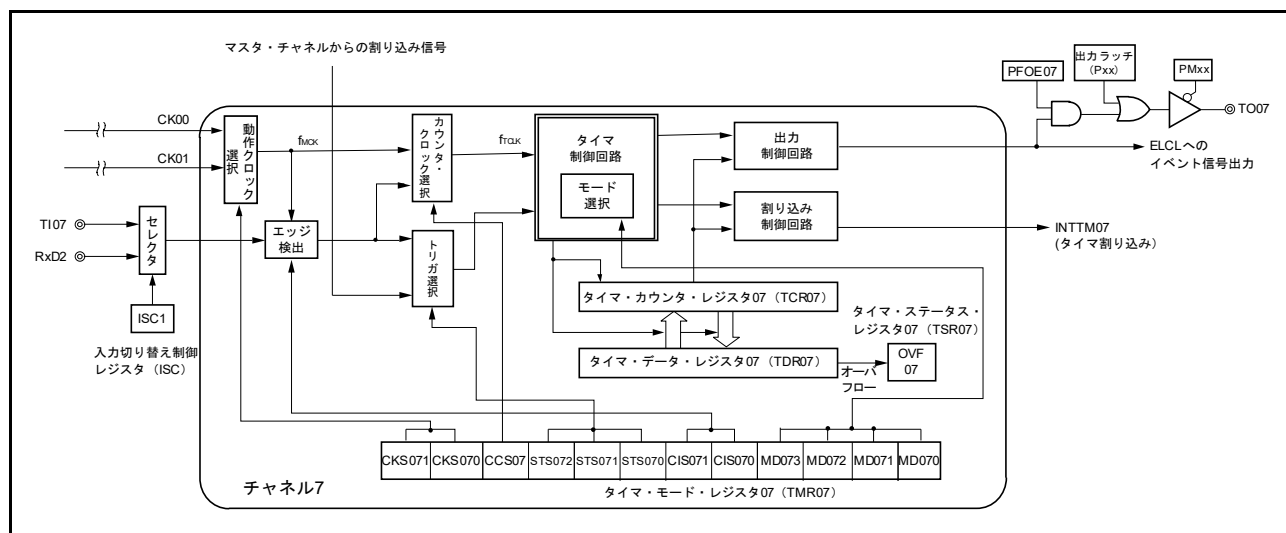 マスタ・チャネルからの割り込み信号
PFOE07
出力ラッチ
(Pxx)
PMxx
TO07
CK00
CK01
動作クロック
選択
fMCK
カウンタ・
クロック選択
fTCLK
タイマ
制御回路
モード
選択
出力
制御回路
ELCLへの
イベント信号出力
TI07
RxD2
セレクタ
エッジ
検出
トリガ選択
割り込み
制御回路
INTTM07
(タイマ割り込み)
ISC1
入力切り替え制御
レジスタ(ISC)
タイマ・カウンタ・レジスタ07(TCR07)
タイマ・ステータス・
レジスタ07(TSR07)
タイマ・データ・レジスタ07(TDR07)
オーバ
フロー
OVF
07
CKS071 CKS070 CCS07 STS072 STS071 STS070 CIS071 CIS070 MD073 MD072 MD071 MD070
チャネル7
タイマ・モード・レジスタ07(TMR07)